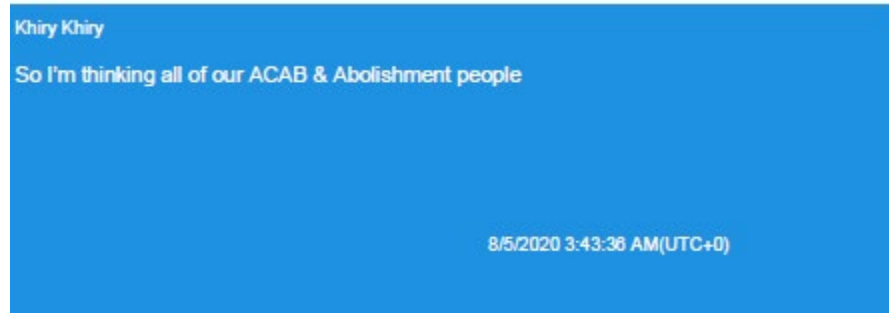 Khiry Khiry
So I'm thinking all of our ACAB & Abolishment people
8/5/2020 3:43:36 AM(UTC+0)